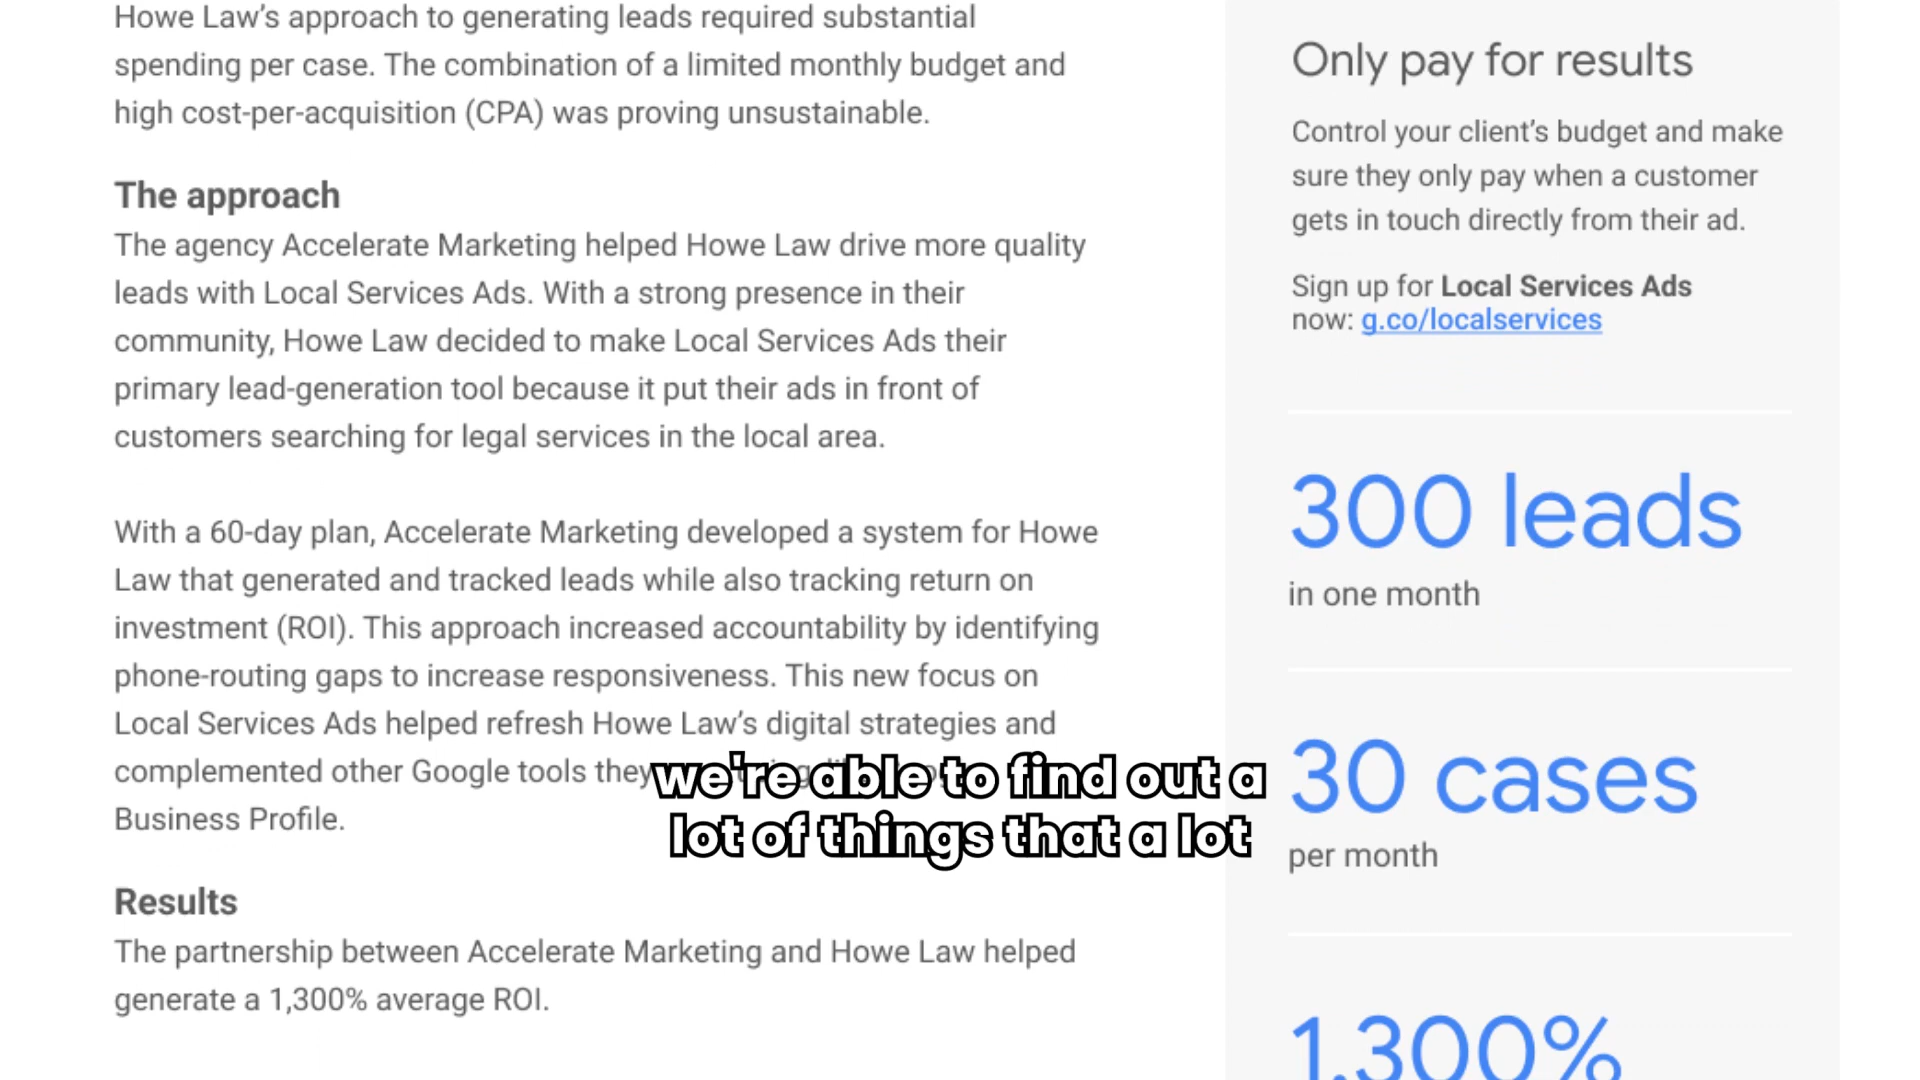 Howe Law’s approach to generating leads required substantial
spending per case. The combination of a limited monthly budget and
high cost-per-acquisition (CPA) was proving unsustainable.
The approach
The agency Accelerate Marketing helped Howe Law drive more quality
leads with Local Services Ads. With a strong presence in their
community, Howe Law decided to make Local Services Ads their
primary lead-generation tool because it put their ads in front of
customers searching for legal services in the local area.
With a 60-day plan, Accelerate Marketing developed a system for Howe
Law that generated and tracked leads while also tracking return on
investment (ROI). This approach increased accountability by identifying
phone-routing gaps to increase responsiveness. This new focus on
Local Services Ads helped refresh Howe Law’s digital strategies and
complemented other Google tools they
Business Profile.
Results
The partnership between Accelerate Marketing and Howe Law helped
generate a 1,300% average ROI.
Only pay for results
Control your client’s budget and make
sure they only pay when a customer
gets in touch directly from their ad.
Sign up for Local Services Ads
now: g.co/localservices
300 leads
in one month
30 cases
per month
1,300%
we're able to find out a
lot of things that a lot